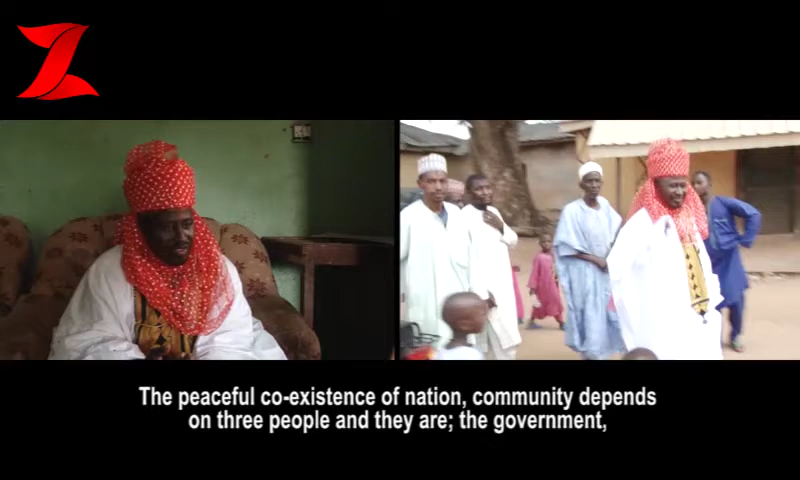 The peaceful co-existence of nation, community depends
on three people and they are; the government,